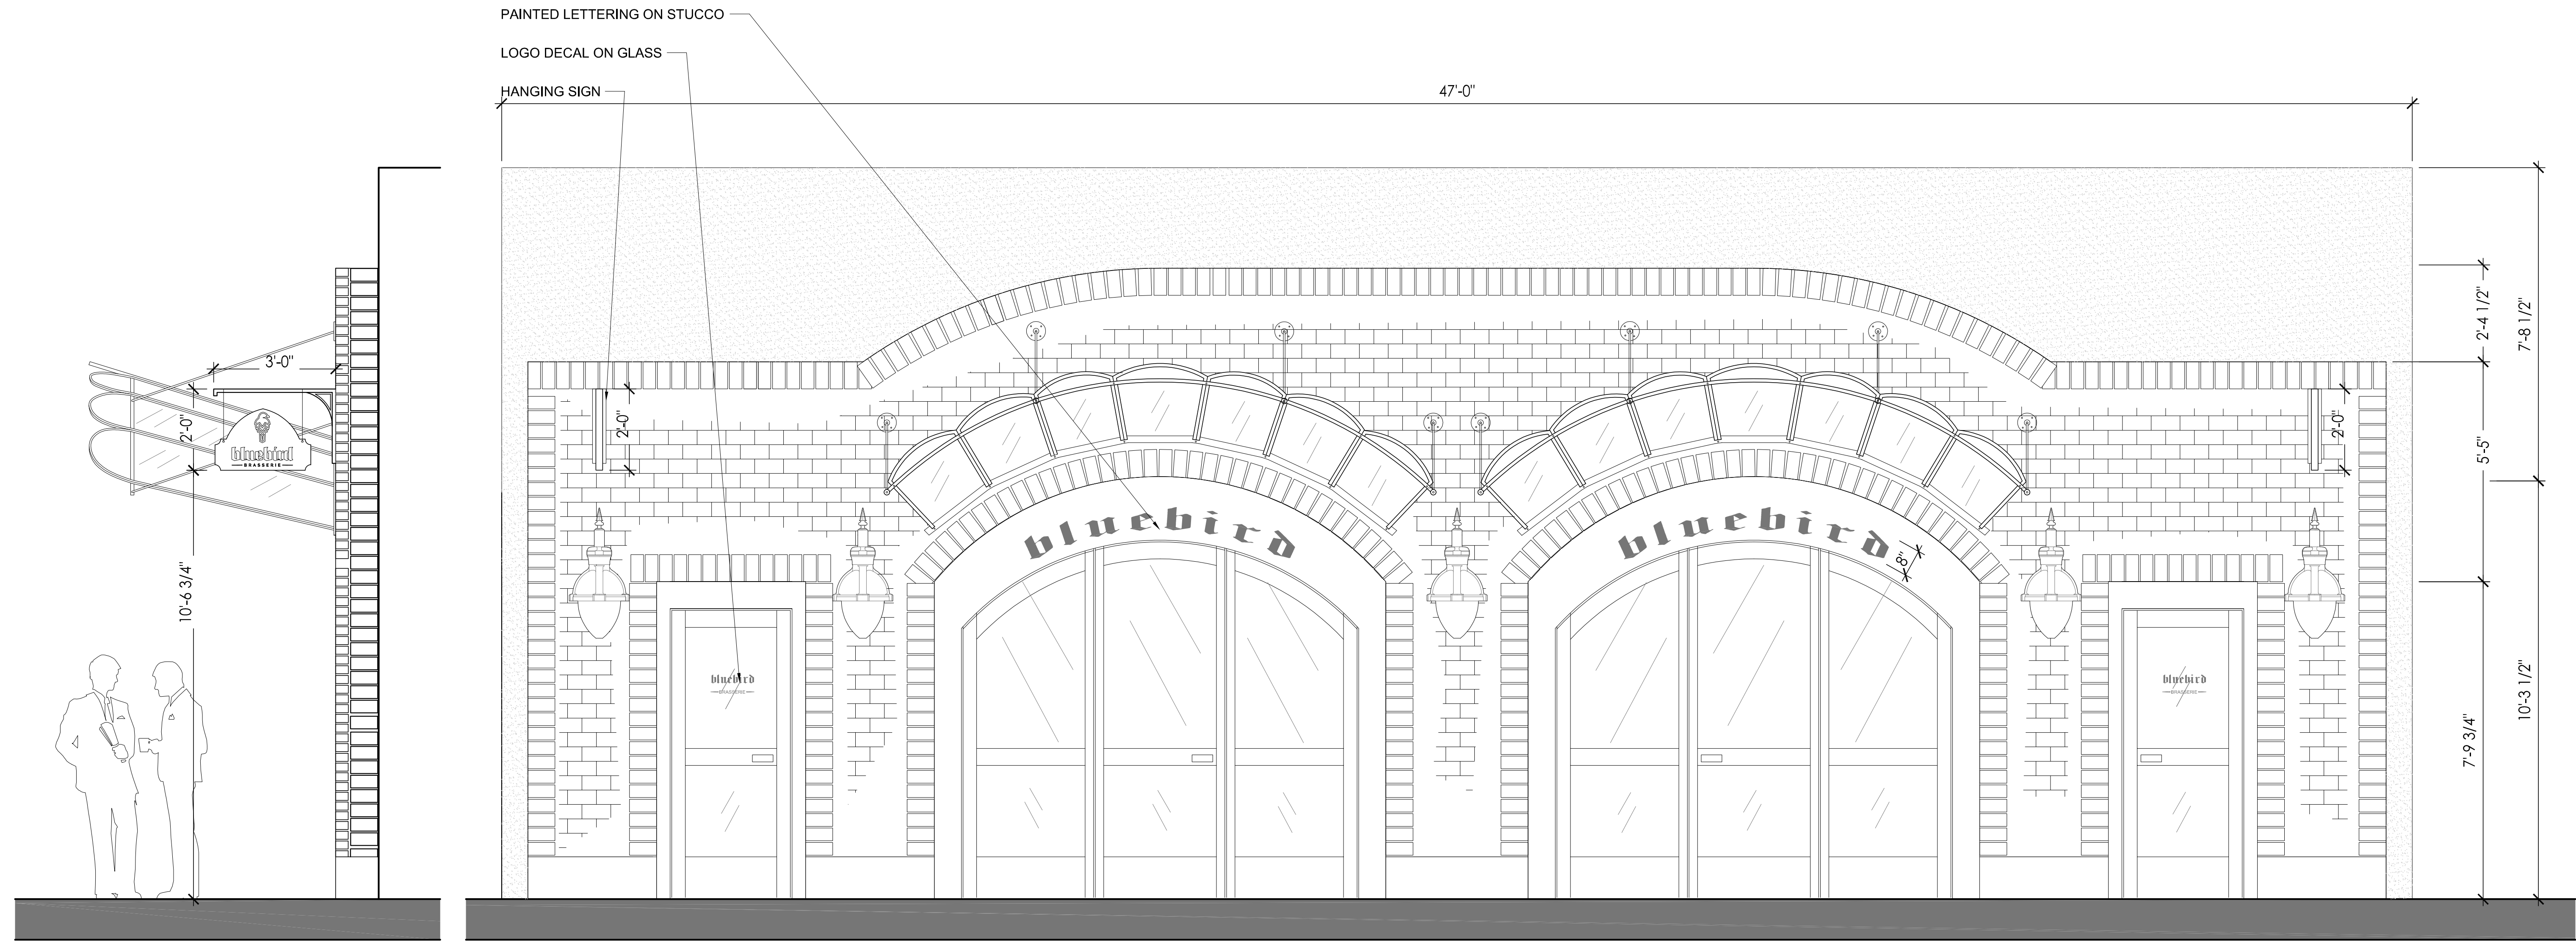 PAINTED LETTERING ON STUCCO
LOGO DECAL ON GLASS
HANGING SIGN
47'-0"
3'-0"
2'-0"
bluebird
BRASSERIE
10'-6 3/4"
2'-0"
bluebird
bluebird
8"
bluebird
BRASSERIE
bluebird
BRASSERIE
2'-0"
2'-4 1/2"
7'-8 1/2"
5'-5"
7'-9 3/4"
10'-3 1/2"